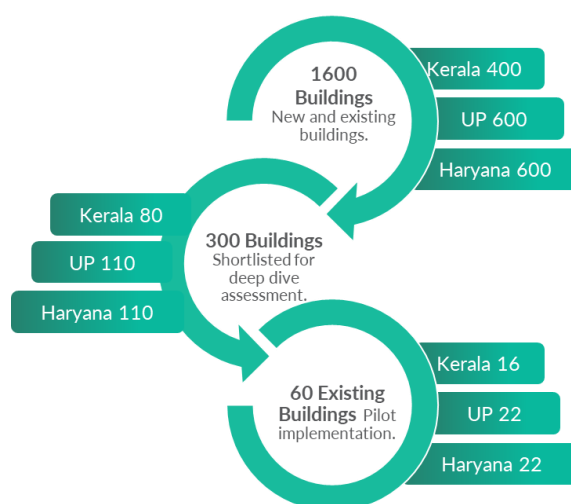 1600
Buildings
New and existing
buildings.
Kerala 400
UP 600
Haryana 600
Kerala 80
UP 110
Haryana 110
300 Buildings
Shortlisted for
deep dive
assessment.
60 Existing
Buildings Pilot
implementation.
Kerala 16
UP 22
Haryana 22